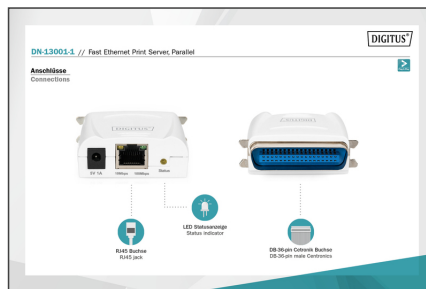 DIGITUS®
DN-13001-1 // Fast Ethernet Print Server, Parallel
Anschlüsse
Connections
DIGITUS
5V 1A
10Mbps 100Mbps
Status
LED Statusanzeige
Status indicator
RJ45 Buchse
RJ45 jack
DB-36-pin Cetronik Buchse
DB-36-pin male Centronics